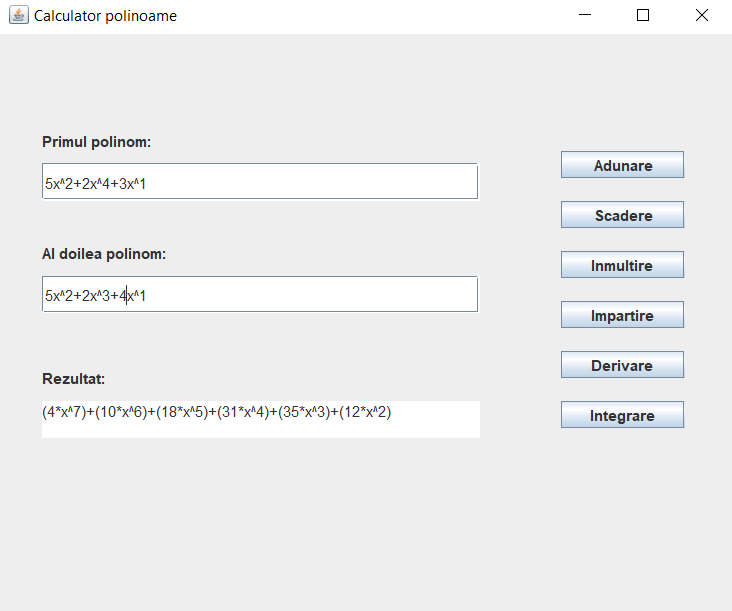 Calculator polinoame
Primul polinom:
5x^2+2x^4+3x^1
Al doilea polinom:
5x^2+2x^3+4x^1
Rezultat:
(4*x^7)+(10*x^6)+(18*x^5)+(31*x^4)+(35*x^3)+(12*x^2)
Adunare
Scadere
Inmultire
Impartire
Derivare
Integrare